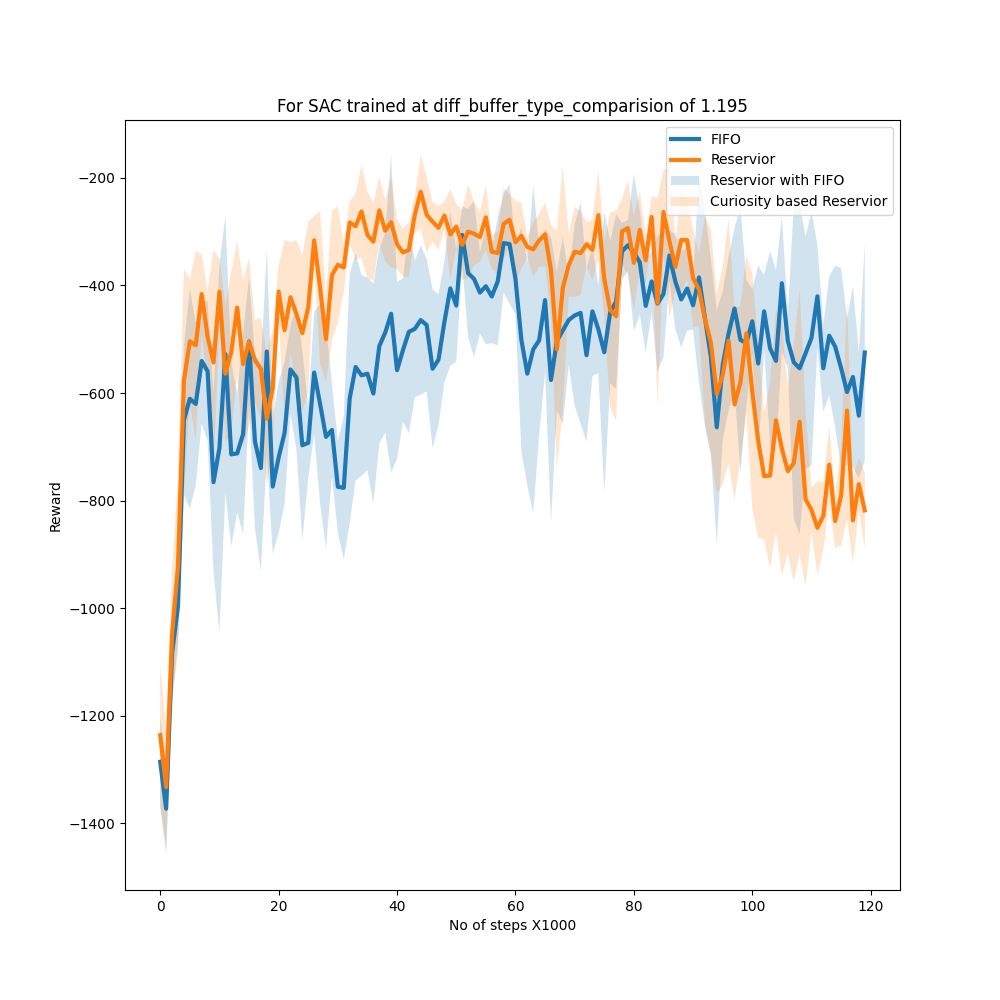 For SAC trained at diff_buffer_type_comparision of 1.195
FIFO
Reservior
Reservior with FIFO
Curiosity based Reservior
Reward
−200
−400
−600
−800
−1000
−1200
−1400
0 20 40 60 80 100 120
No of steps X1000